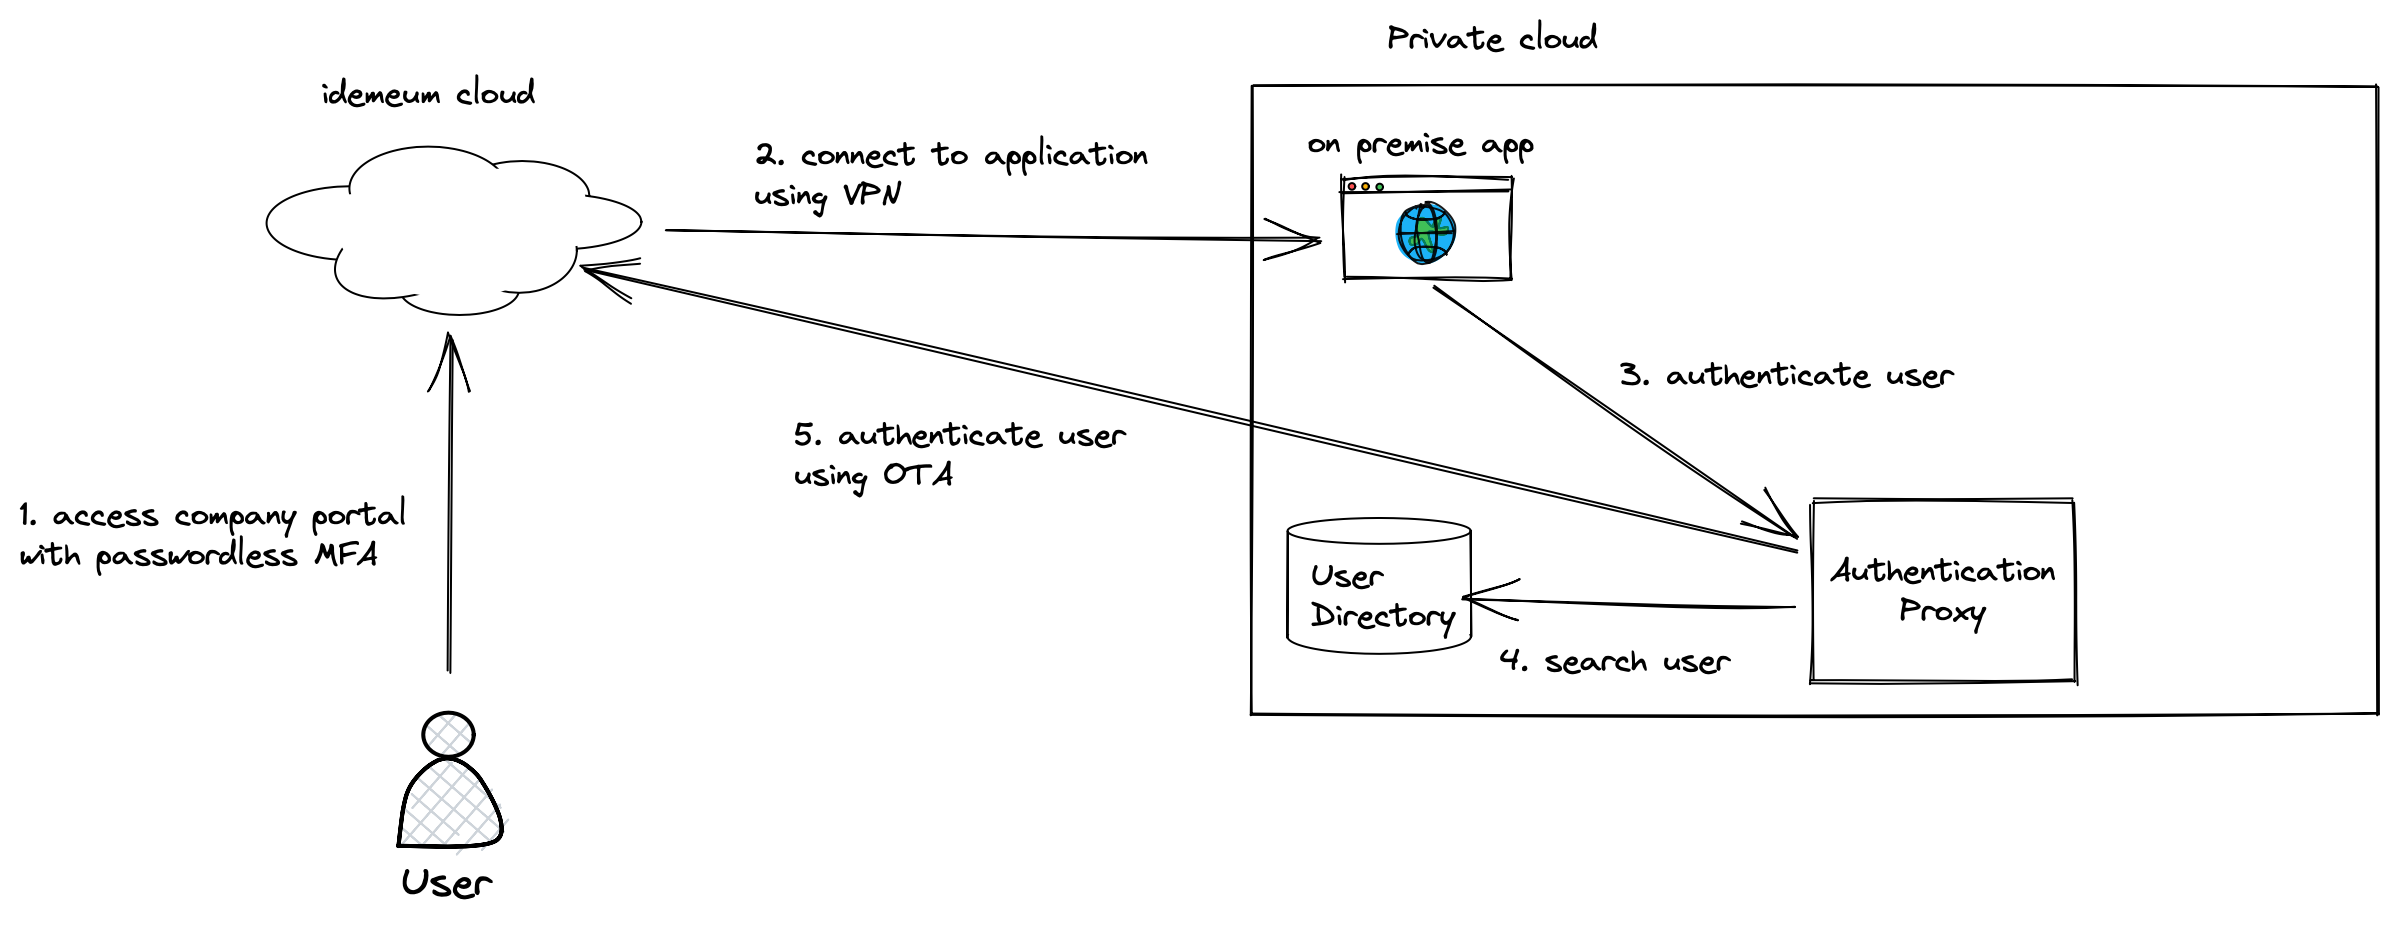 Private cloud
idemeum cloud
2. connect to application
using VPN
on premise app
3. authenticate user
5. authenticate user
using OTA
1. access company portal
with passwordless MFA
User
Directory
Authentication
Proxy
4. search user
User